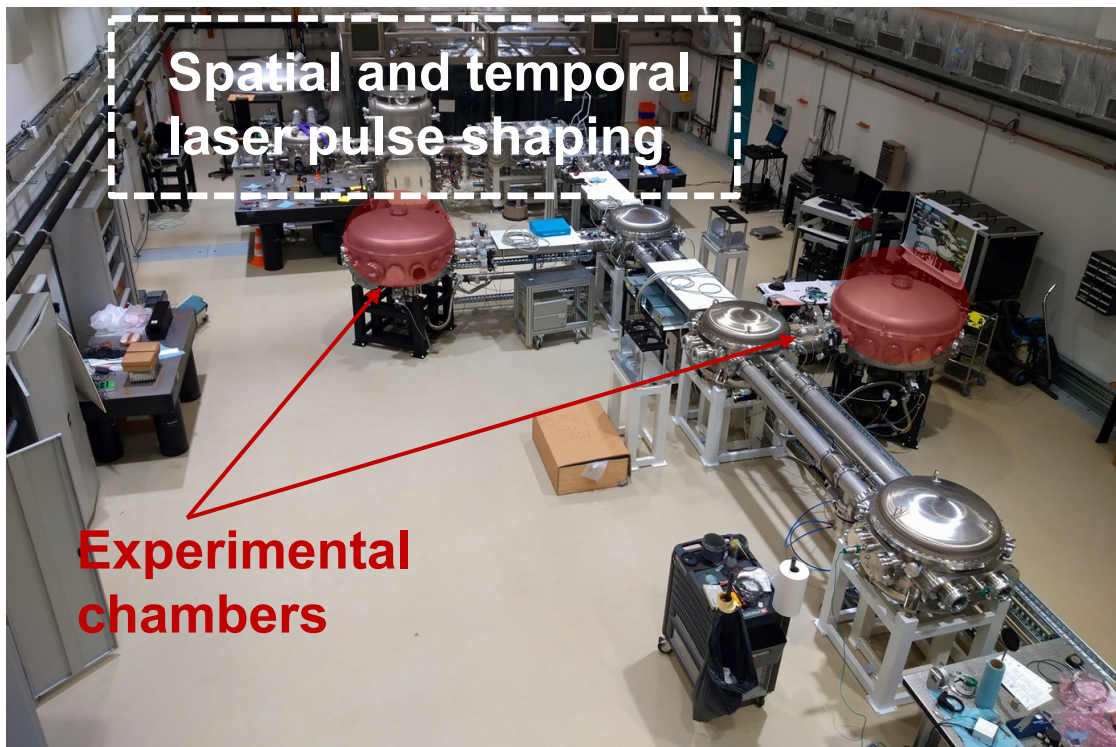 Spatial and temporal
laser pulse shaping
Experimental
chambers